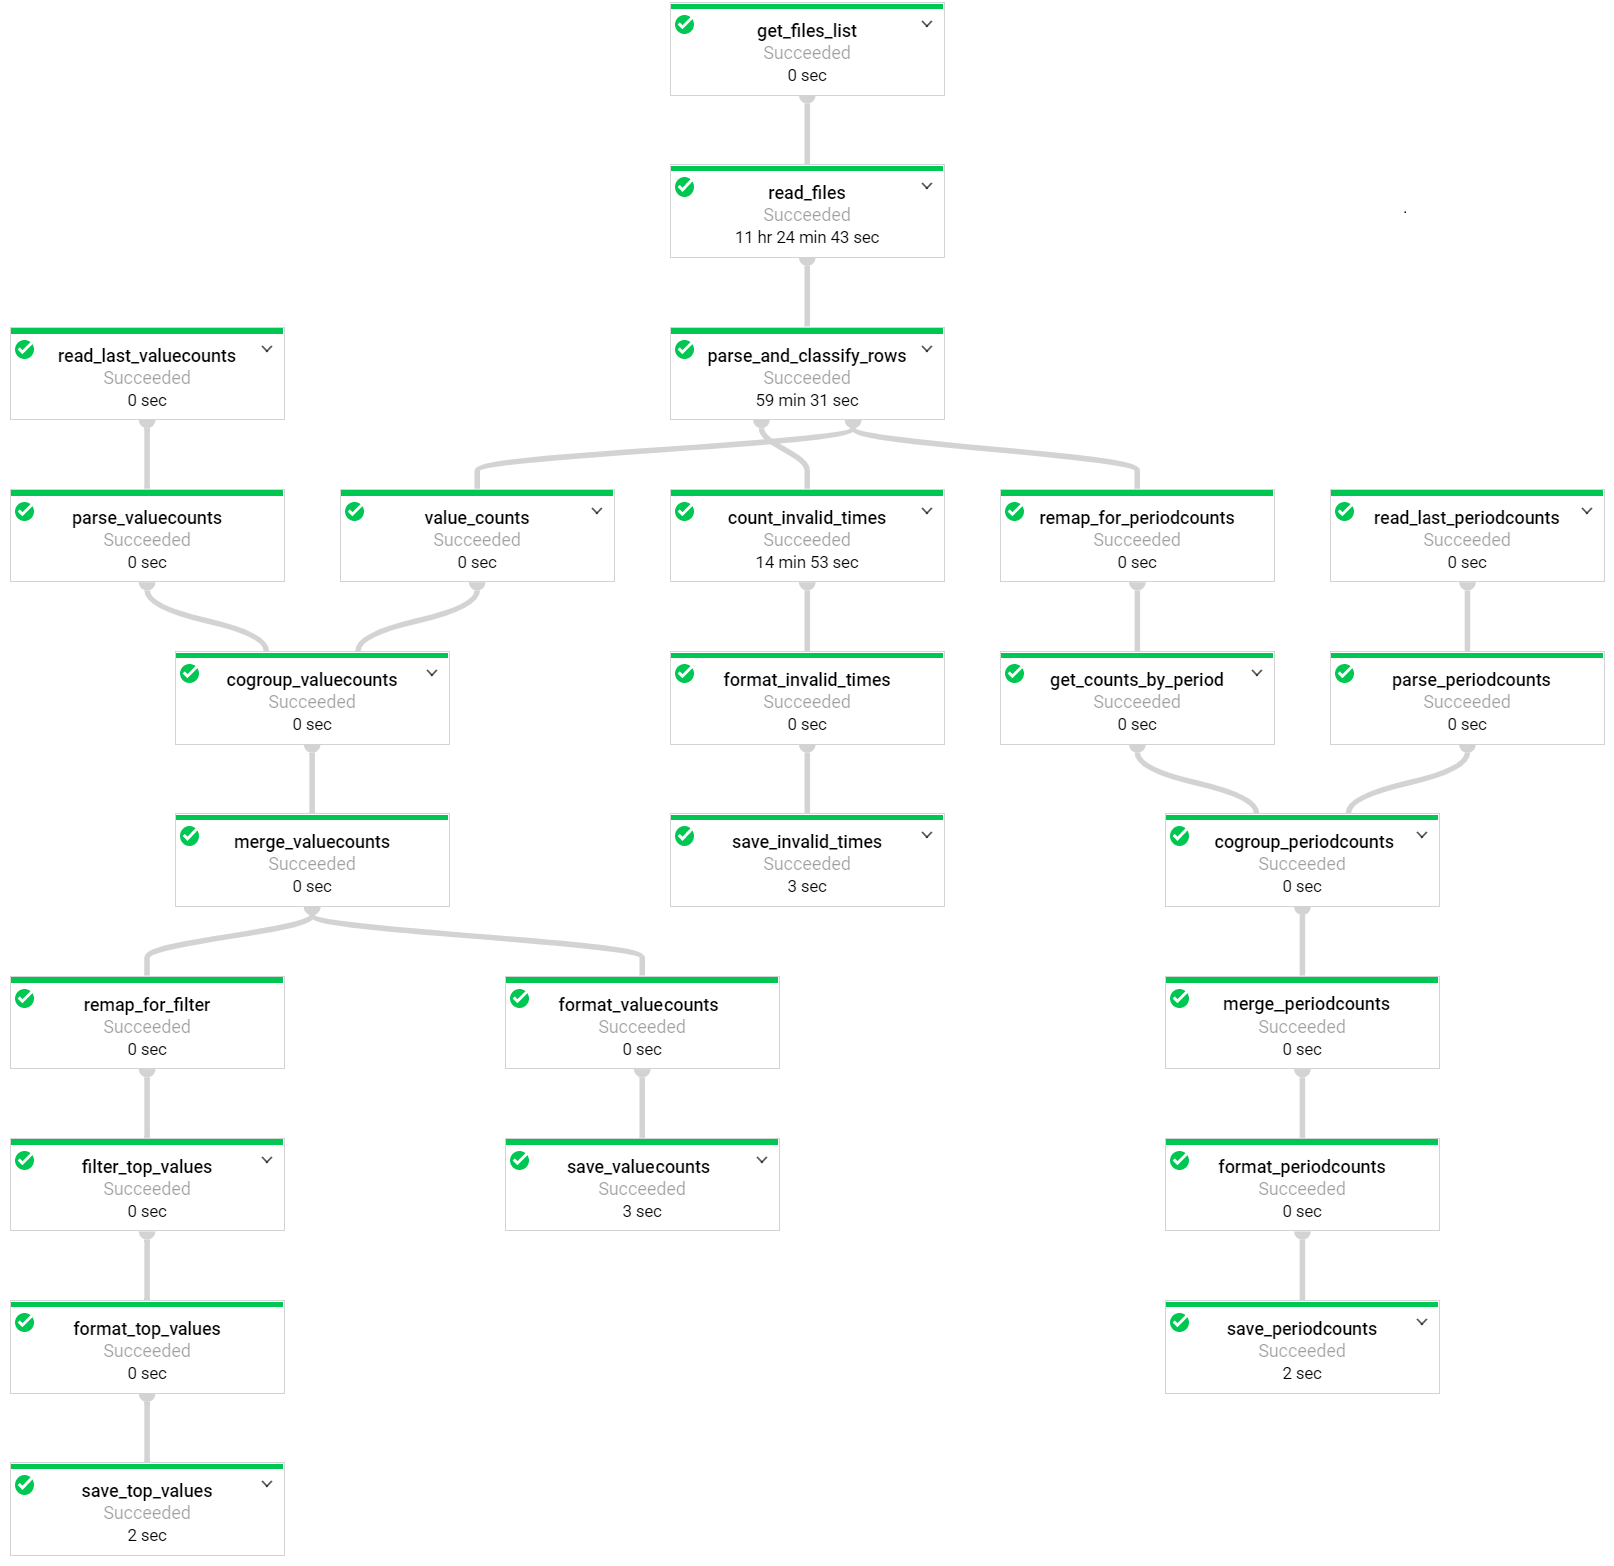 get_files_list
Succeeded
0 sec
read_files
Succeeded
11 hr 24 min 43 sec
read_last_valuecounts
Succeeded
0 sec
parse_and_classify_rows
Succeeded
59 min 31 sec
parse_valuecounts
Succeeded
0 sec
value_counts
Succeeded
0 sec
count_invalid_times
Succeeded
14 min 53 sec
remap_for_periodcounts
Succeeded
0 sec
read_last_periodcounts
Succeeded
0 sec
cogroup_valuecounts
Succeeded
0 sec
format_invalid_times
Succeeded
0 sec
get_counts_by_period
Succeeded
0 sec
parse_periodcounts
Succeeded
0 sec
merge_valuecounts
Succeeded
0 sec
save_invalid_times
Succeeded
3 sec
cogroup_periodcounts
Succeeded
0 sec
remap_for_filter
Succeeded
0 sec
format_valuecounts
Succeeded
0 sec
merge_periodcounts
Succeeded
0 sec
filter_top_values
Succeeded
0 sec
save_valuecounts
Succeeded
3 sec
format_periodcounts
Succeeded
0 sec
format_top_values
Succeeded
0 sec
save_periodcounts
Succeeded
2 sec
save_top_values
Succeeded
2 sec